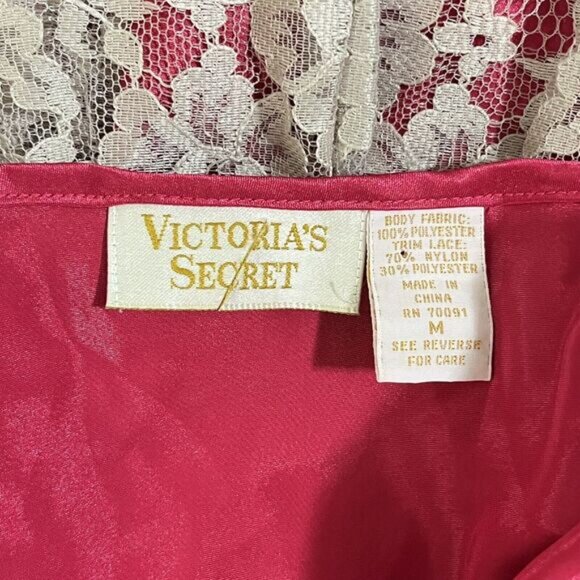 VICTORIA'S
SECRET
BODY FABRIC:
100% POLYESTER
TRIM LACE:
70% NYLON
30% POLYESTER
MADE IN
CHINA
RN 70091
M
SEE REVERSE
FOR CARE